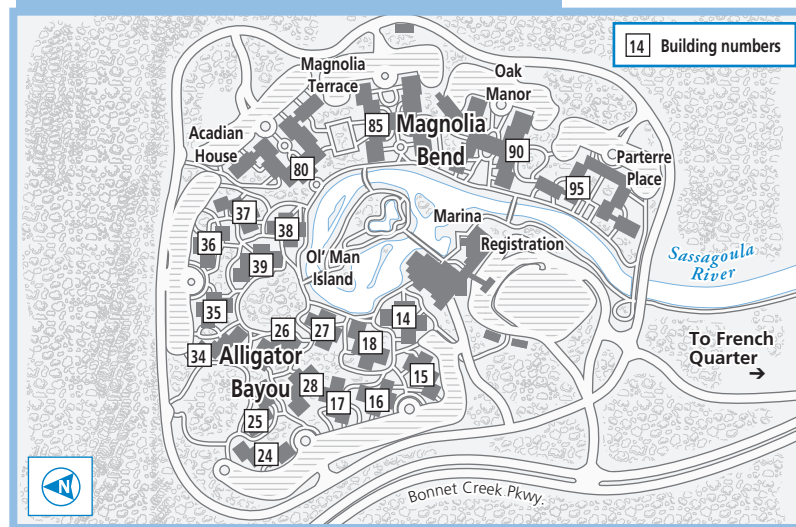 14 Building numbers
Magnolia
Terrace
Oak
Manor
Acadian
House
85
Magnolia
Bend
90
Parterre
Place
80
95
37
38
36
39
Marina
Registration
Ol’ Man
Island
Sassagoula
River
35
14
26
27
18
34
Alligator
Bayou
To French
Quarter
15
28
17
16
25
24
N
Bonnet Creek Pkwy.